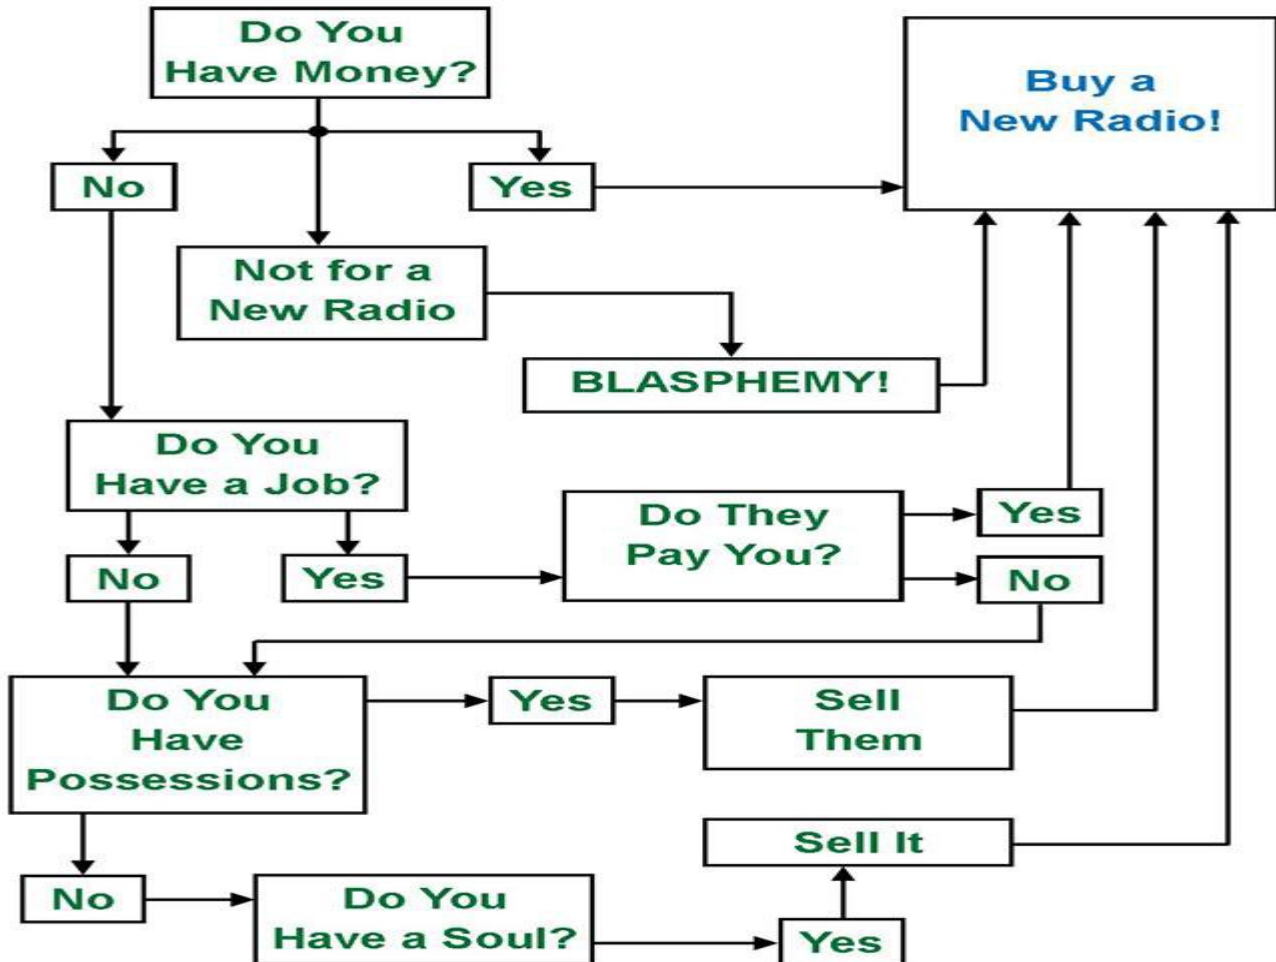 Do You
Have Money?
Buy a
New Radio!
No
Yes
Not for a
New Radio
BLASPHEMY!
Do You
Have a Job?
Do They
Pay You?
Yes
No
No
Yes
Do You
Have
Possessions?
Yes
Sell
Them
Sell It
No
Do You
Have a Soul?
Yes